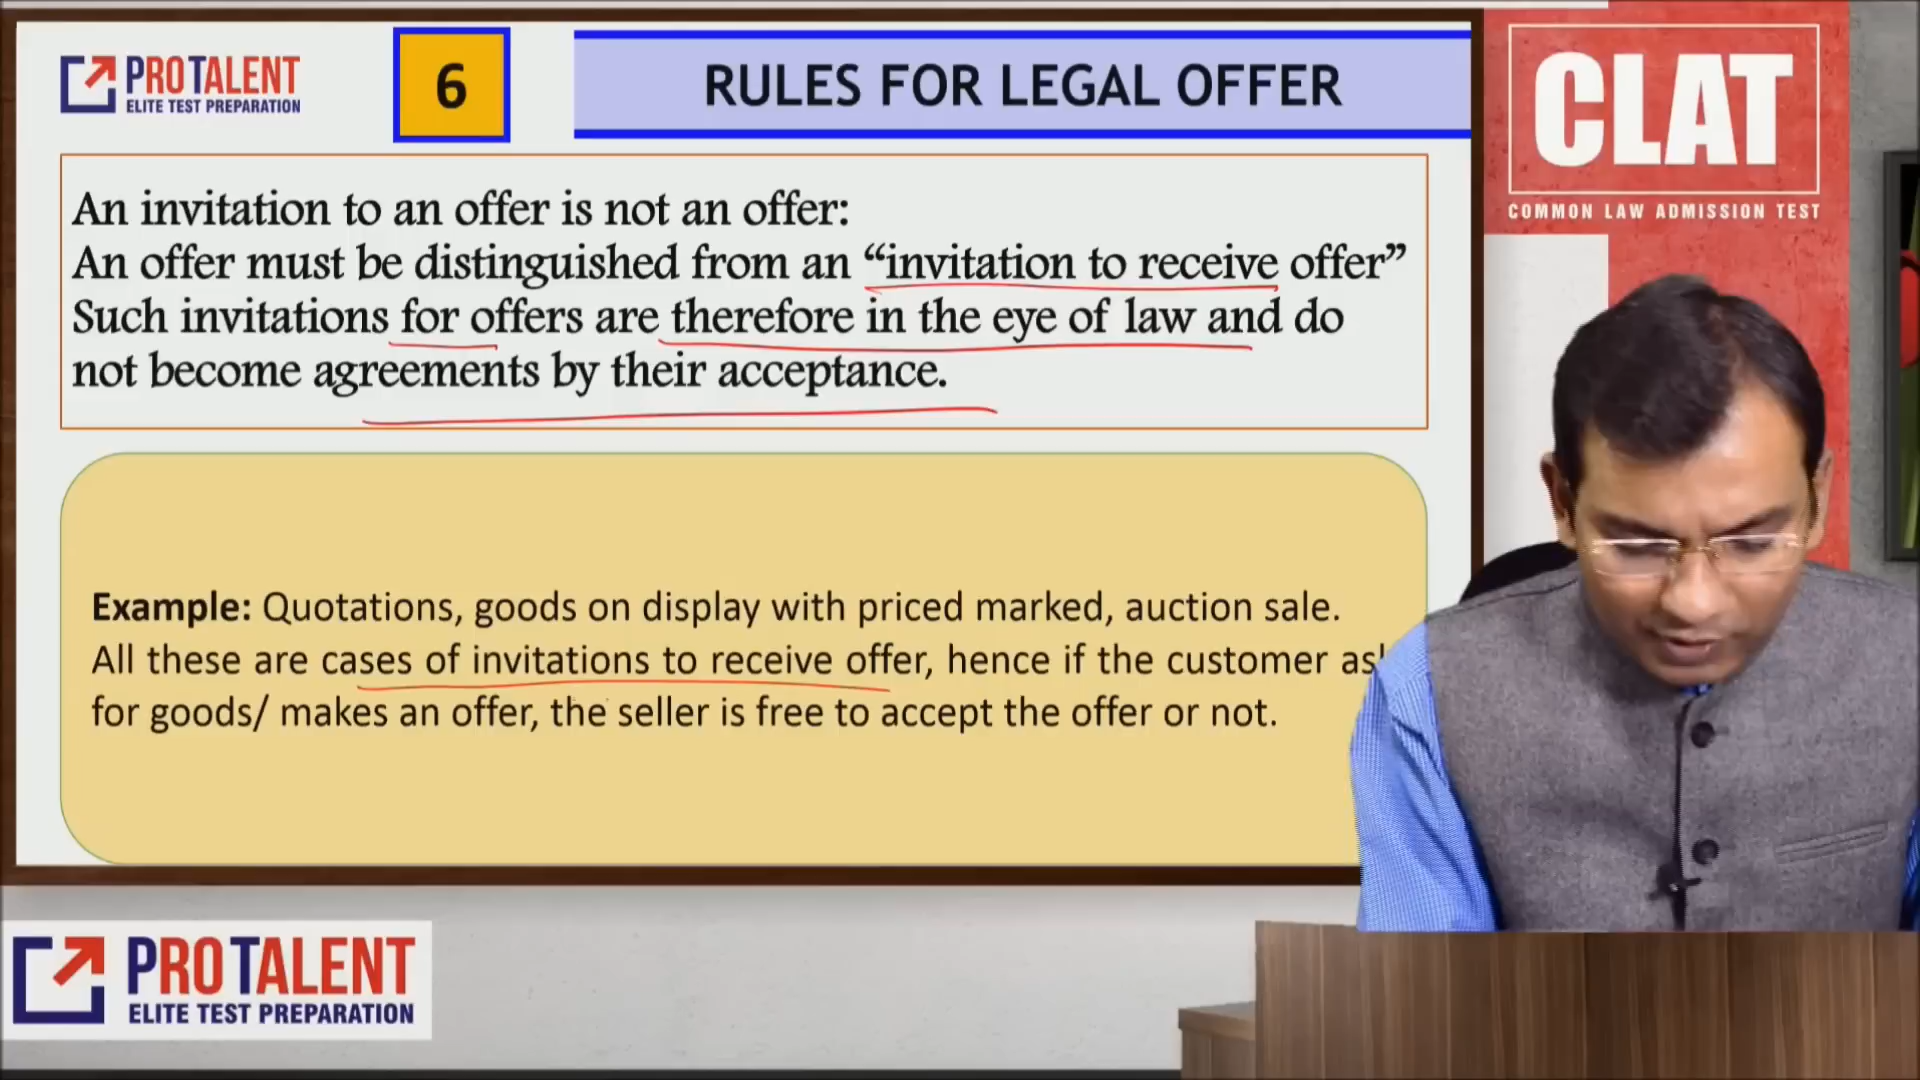 PROTALENT
ELITE TEST PREPARATION
6
RULES FOR LEGAL OFFER
CLAT
COMMON LAW ADMISSION TEST
An invitation to an offer is not an offer:
An offer must be distinguished from an “invitation to receive offer”
Such invitations for offers are therefore in the eye of law and do
not become agreements by their acceptance.
Example: Quotations, goods on display with priced marked, auction sale.
All these are cases of invitations to receive offer, hence if the customer
for goods/ makes an offer, the seller is free to accept the offer or not.
PROTALENT
ELITE TEST PREPARATION